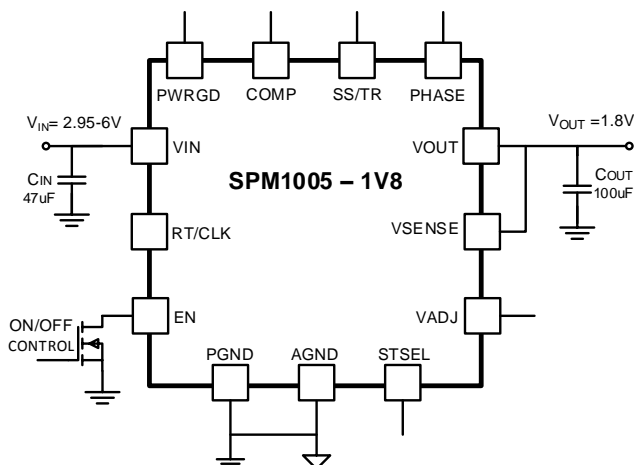 PWRGD
COMP
SS/TR
PHASE
VIN= 2.95-6V
VIN
VOUT
VOUT =1.8V
CIN
47uF
SPM1005 – 1V8
COUT
100uF
RT/CLK
VSENSE
ON/OFF
CONTROL
EN
VADJ
PGND
AGND
STSEL